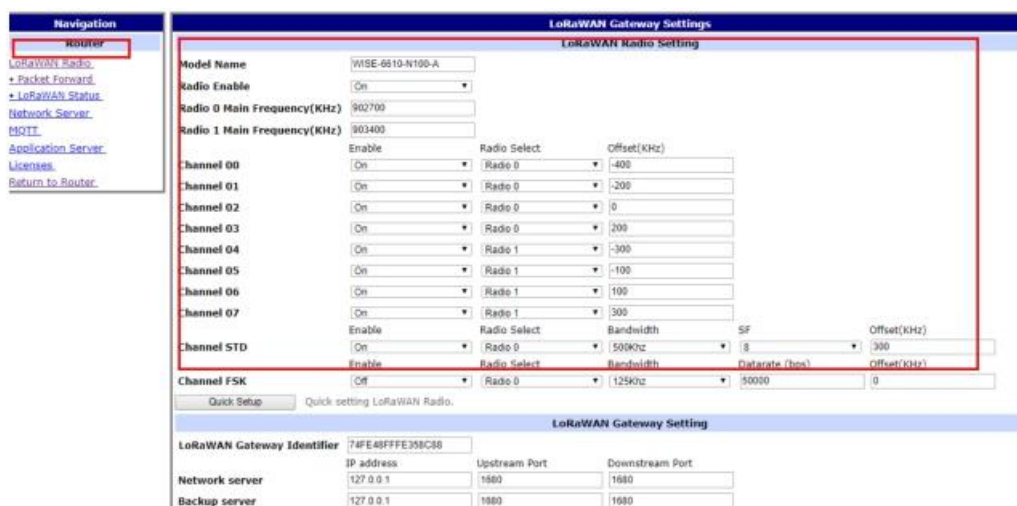 Navigation
Router
LoRaWAN Radio
+ Packet Forward
+ LoRaWAN Status
Network Server
MQTT
Application Server
Licenses
Return to Router
LoRaWAN Gateway Settings
LoRaWAN Radio Setting
Model Name WISE-6610-N100-A
Radio Enable On
Radio 0 Main Frequency(KHz) 902700
Radio 1 Main Frequency(KHz) 903400
Enable Radio Select Offset(KHz)
Channel 00 On Radio 0 -400
Channel 01 On Radio 0 -200
Channel 02 On Radio 0 0
Channel 03 On Radio 0 200
Channel 04 On Radio 1 -300
Channel 05 On Radio 1 -100
Channel 06 On Radio 1 100
Channel 07 On Radio 1 300
Enable Radio Select Bandwidth SF Offset(KHz)
Channel STD On Radio 0 500Khz 8 300
Enable Radio Select Bandwidth Datarate (bps) Offset(KHz)
Channel FSK Off Radio 0 125Khz 50000 0
Quick Setup Quick setting LoRaWAN Radio.
LoRaWAN Gateway Setting
LoRaWAN Gateway Identifier 74FE48FFFE358C88
IP address Upstream Port Downstream Port
Network server 127.0.0.1 1680 1680
Backup server 127.0.0.1 1680 1680